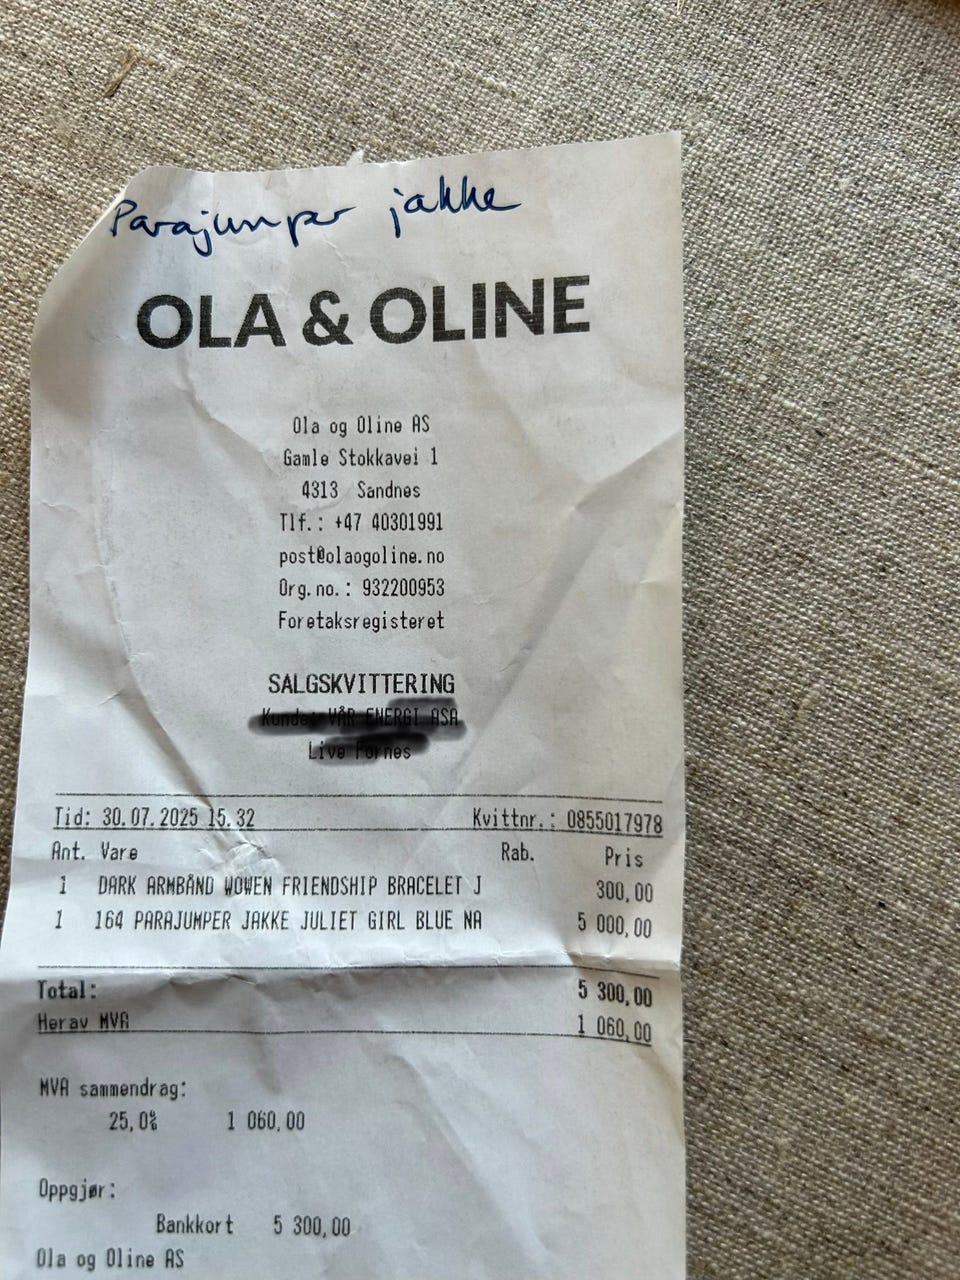 Parajumper jakke
OLA & OLINE
Ola og Oline AS
Gamle Stokkavei 1
4313 Sandnes
Tlf.: +47 40301991
post@olaogoline.no
Org.no.: 932200953
Foretaksregisteret
SALGSKVITTERING
Tid: 30.07.2025 15.32 Kvittnr.: 0855017978
Ant. Vare Rab. Pris
1 DARK ARMBÅND WOWEN FRIENDSHIP BRACELET J 300,00
1 164 PARAJUMPER JAKKE JULIET GIRL BLUE NA 5 000,00
Total: 5 300,00
Herav MVA 1 060,00
MVA sammendrag:
25,0% 1 060,00
Oppgjør:
Bankkort 5 300,00
Ola og Oline AS